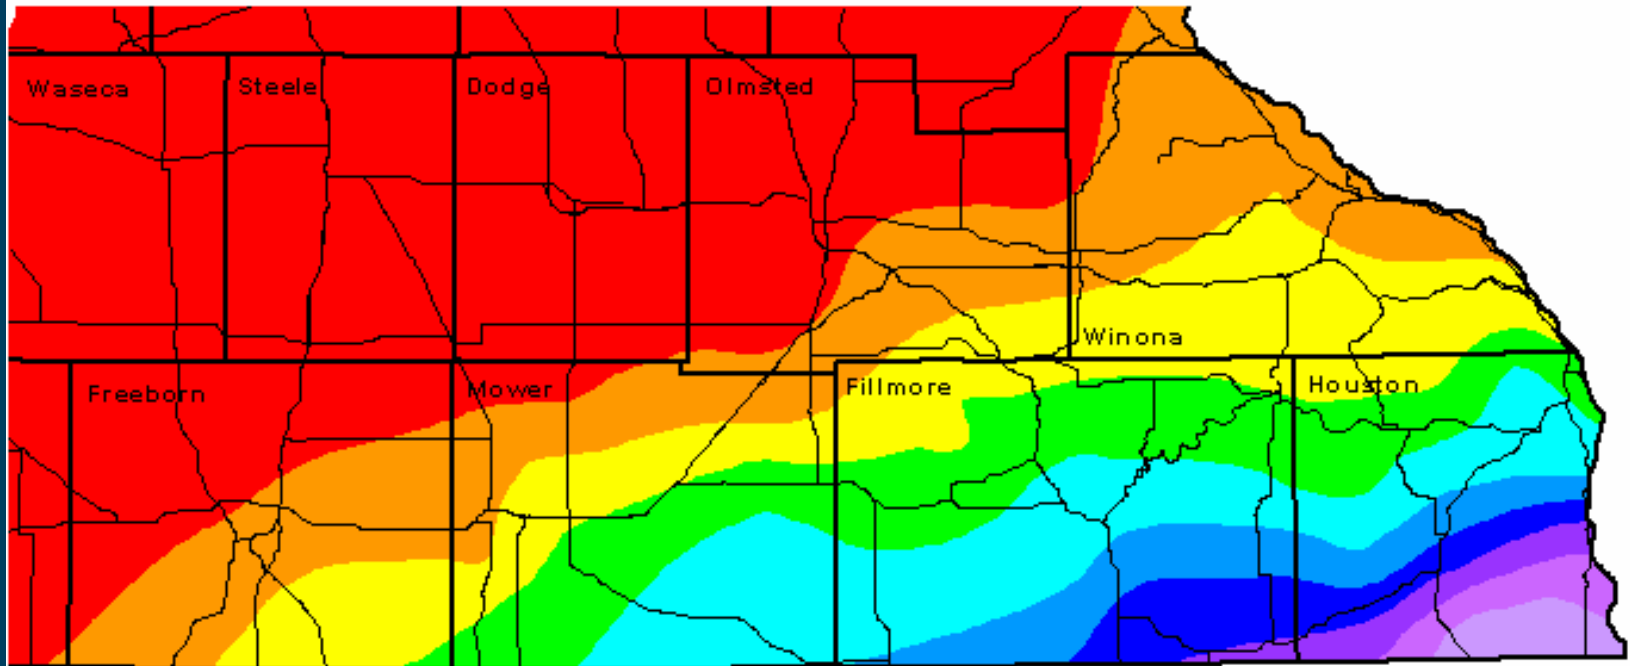 Waseca
Steele
Dodge
Olmsted
Winona
Freeborn
Mower
Fillmore
Houston